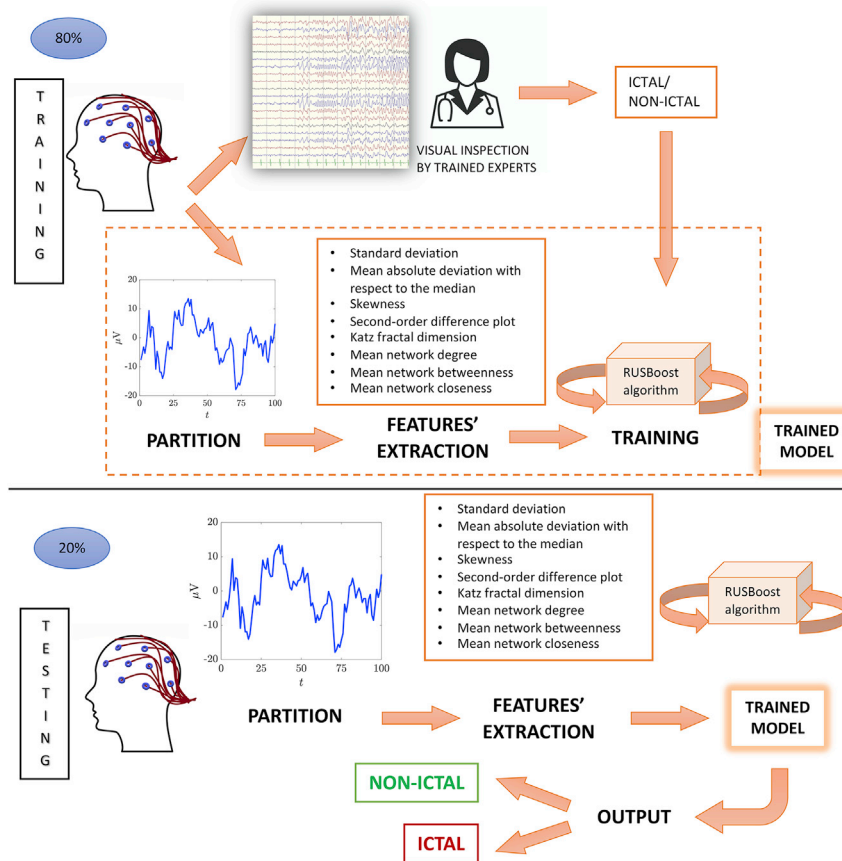 80%
TRAINING
VISUAL INSPECTION
BY TRAINED EXPERTS
ICTAL/
NON-ICTAL
20
10
0
-10
-20
μV
0
25
50
75
100
t
• Standard deviation
• Mean absolute deviation with
respect to the median
• Skewness
• Second-order difference plot
• Katz fractal dimension
• Mean network degree
• Mean network betweenness
• Mean network closeness
RUSBoost
algorithm
PARTITION
FEATURES'
EXTRACTION
TRAINING
TRAINED
MODEL
20%
TESTING
20
10
0
-10
-20
μV
0
25
50
75
100
t
• Standard deviation
• Mean absolute deviation with
respect to the median
• Skewness
• Second-order difference plot
• Katz fractal dimension
• Mean network degree
• Mean network betweenness
• Mean network closeness
RUSBoost
algorithm
PARTITION
FEATURES'
EXTRACTION
TRAINED
MODEL
NON-ICTAL
OUTPUT
ICTAL